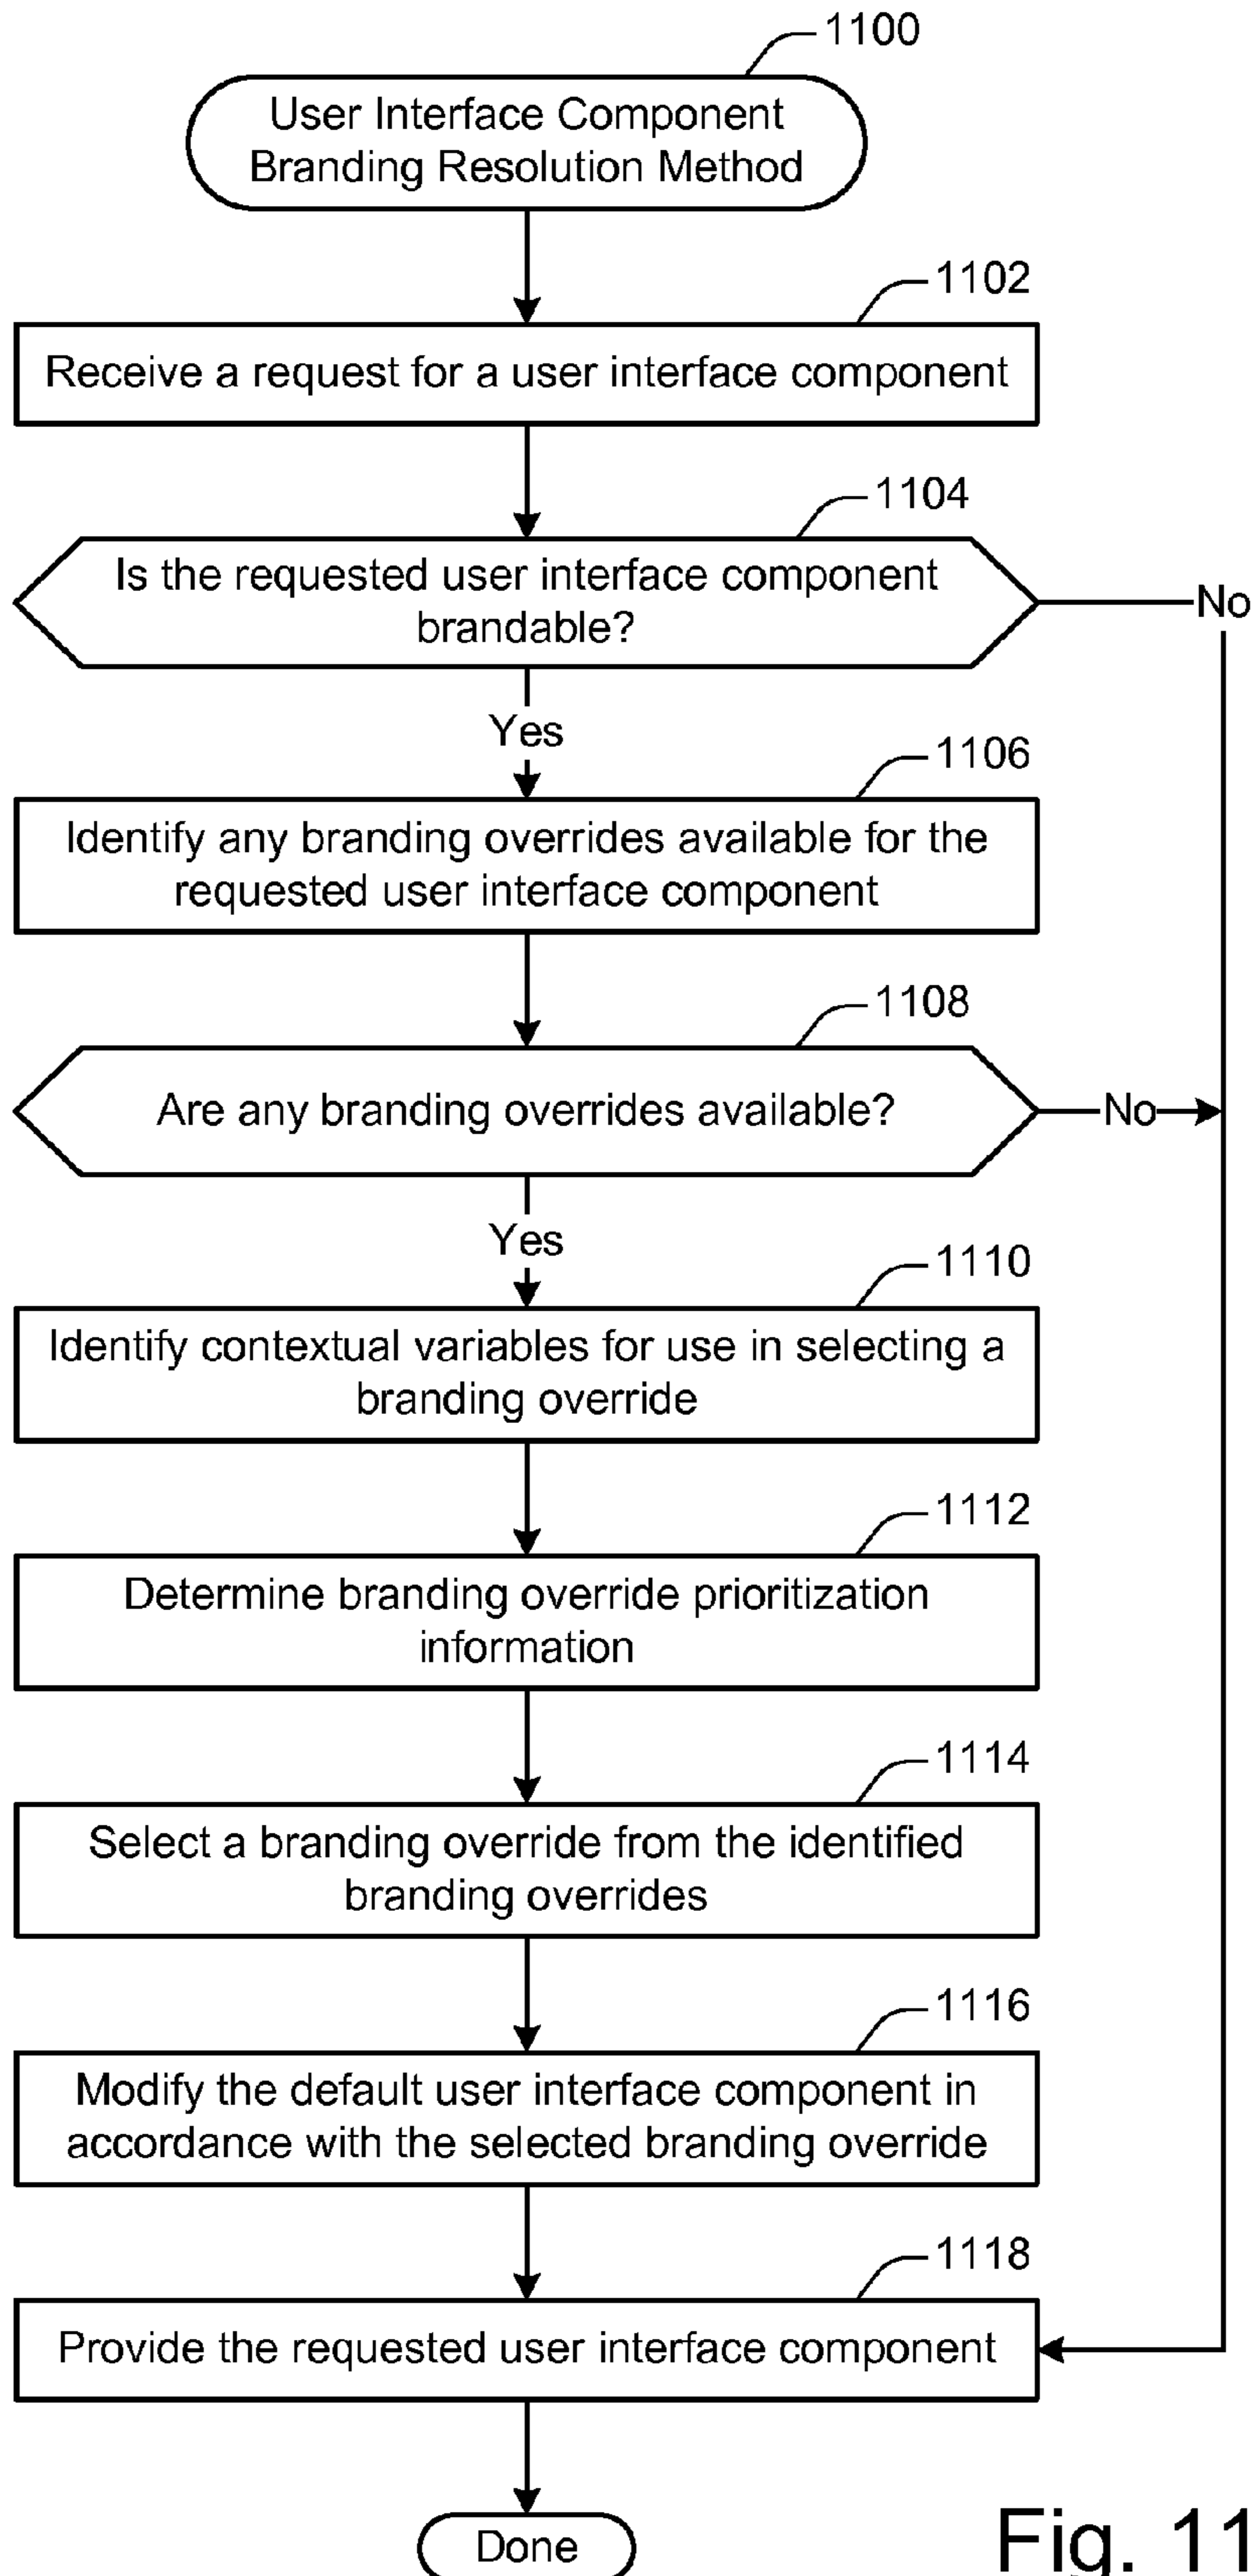 1100
User Interface Component
Branding Resolution Method
1102
Receive a request for a user interface component
1104
Is the requested user interface component
brandable?
No
Yes
1106
Identify any branding overrides available for the
requested user interface component
1108
Are any branding overrides available?
No
Yes
1110
Identify contextual variables for use in selecting a
branding override
1112
Determine branding override prioritization
information
1114
Select a branding override from the identified
branding overrides
1116
Modify the default user interface component in
accordance with the selected branding override
1118
Provide the requested user interface component
Done
Fig. 11